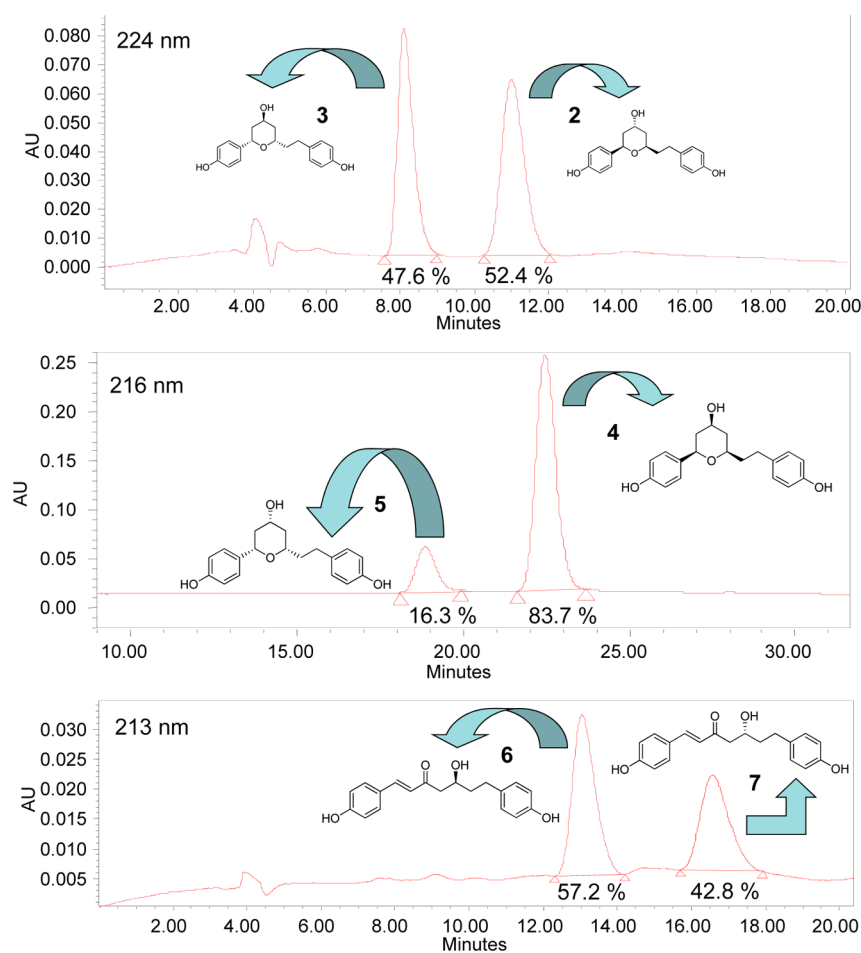 224 nm
0.080
0.070
0.060
0.050
0.040
0.030
0.020
0.010
0.000
AU
3
OH
O
HO
OH
2
OH
O
HO
OH
47.6 %
52.4 %
2.00 4.00 6.00 8.00 10.00 12.00 14.00 16.00 18.00 20.00
Minutes
216 nm
0.25
0.20
0.15
0.10
0.05
0.00
AU
4
OH
O
HO
OH
5
OH
O
HO
OH
16.3 %
83.7 %
10.00 15.00 20.00 25.00 30.00
Minutes
213 nm
0.030
0.025
0.020
0.015
0.010
0.005
AU
6
O OH
HO
OH
7
O OH
HO
OH
57.2 %
42.8 %
2.00 4.00 6.00 8.00 10.00 12.00 14.00 16.00 18.00 20.00
Minutes